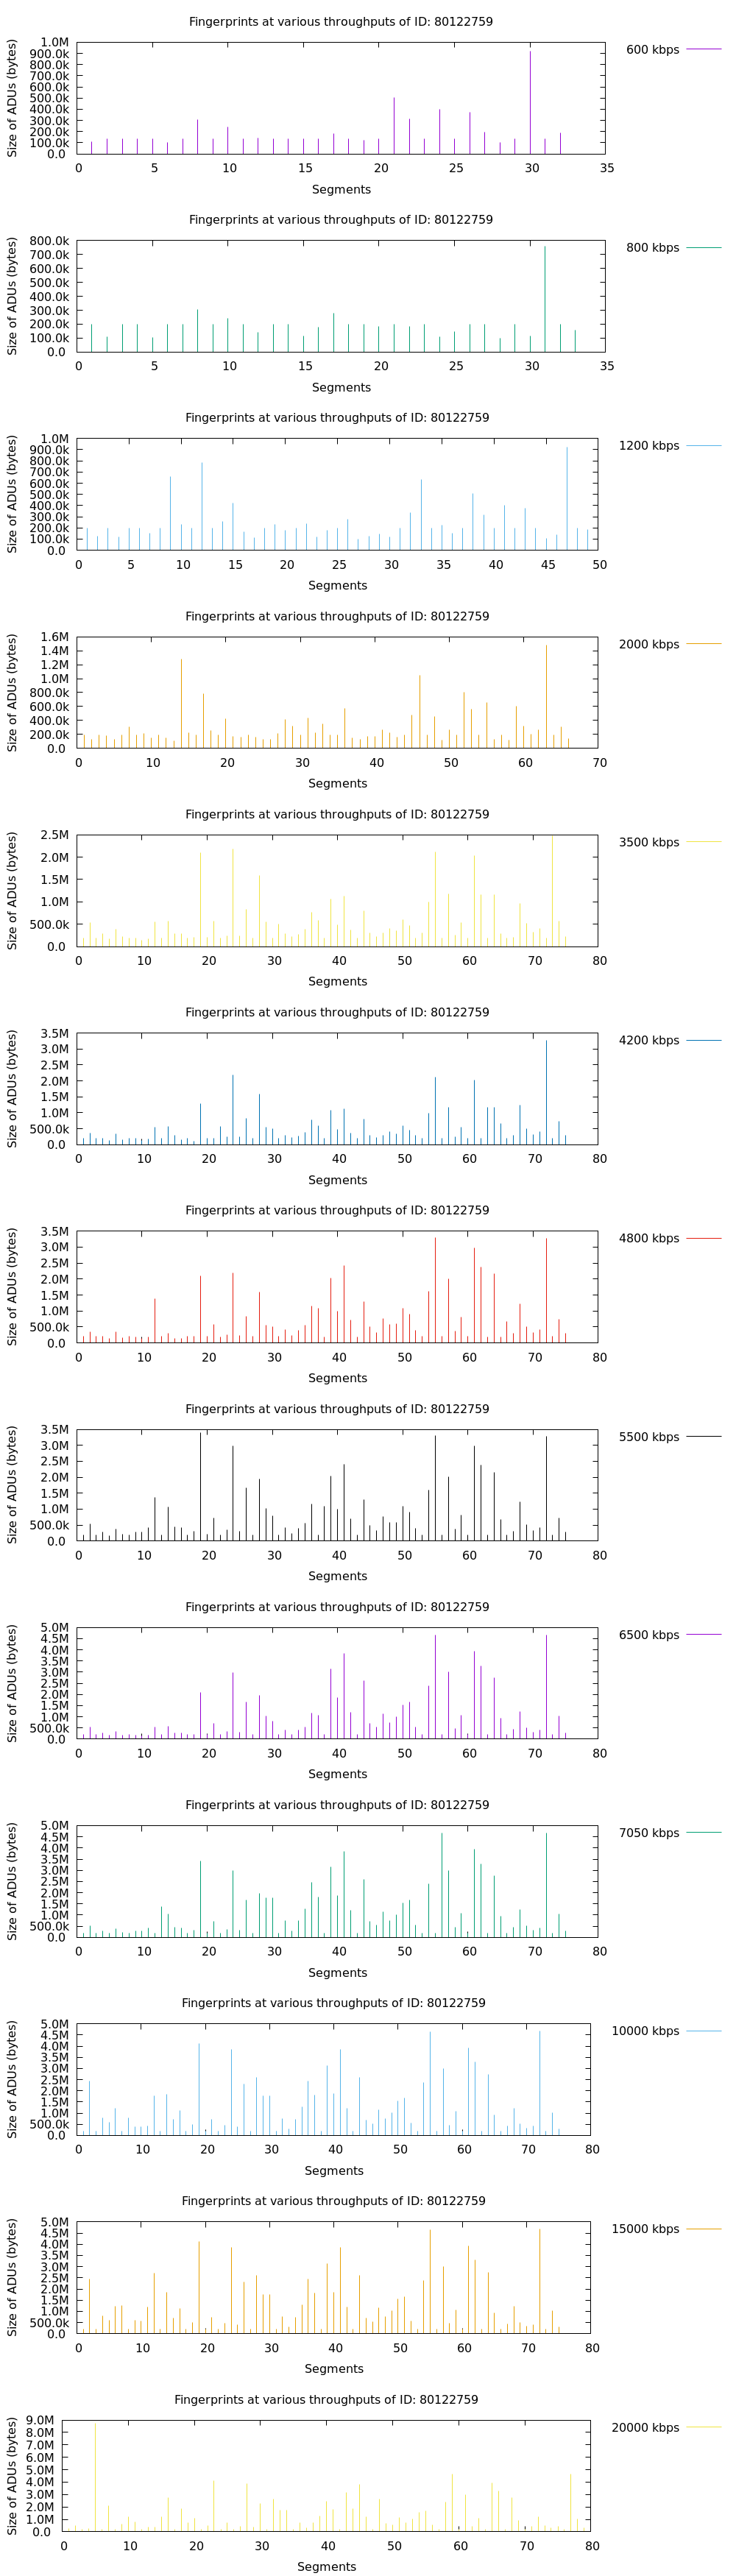 Fingerprints at various throughputs of ID: 80122759
1.0M
900.0k
800.0k
700.0k
600.0k
500.0k
400.0k
300.0k
200.0k
100.0k
0.0
Size of ADUs (bytes)
600 kbps
0 5 10 15 20 25 30 35
Segments
Fingerprints at various throughputs of ID: 80122759
800.0k
700.0k
600.0k
500.0k
400.0k
300.0k
200.0k
100.0k
0.0
Size of ADUs (bytes)
800 kbps
0 5 10 15 20 25 30 35
Segments
Fingerprints at various throughputs of ID: 80122759
1.0M
900.0k
800.0k
700.0k
600.0k
500.0k
400.0k
300.0k
200.0k
100.0k
0.0
Size of ADUs (bytes)
1200 kbps
0 5 10 15 20 25 30 35 40 45 50
Segments
Fingerprints at various throughputs of ID: 80122759
1.6M
1.4M
1.2M
1.0M
800.0k
600.0k
400.0k
200.0k
0.0
Size of ADUs (bytes)
2000 kbps
0 10 20 30 40 50 60 70
Segments
Fingerprints at various throughputs of ID: 80122759
2.5M
2.0M
1.5M
1.0M
500.0k
0.0
Size of ADUs (bytes)
3500 kbps
0 10 20 30 40 50 60 70 80
Segments
Fingerprints at various throughputs of ID: 80122759
3.5M
3.0M
2.5M
2.0M
1.5M
1.0M
500.0k
0.0
Size of ADUs (bytes)
4200 kbps
0 10 20 30 40 50 60 70 80
Segments
Fingerprints at various throughputs of ID: 80122759
3.5M
3.0M
2.5M
2.0M
1.5M
1.0M
500.0k
0.0
Size of ADUs (bytes)
4800 kbps
0 10 20 30 40 50 60 70 80
Segments
Fingerprints at various throughputs of ID: 80122759
3.5M
3.0M
2.5M
2.0M
1.5M
1.0M
500.0k
0.0
Size of ADUs (bytes)
5500 kbps
0 10 20 30 40 50 60 70 80
Segments
Fingerprints at various throughputs of ID: 80122759
5.0M
4.5M
4.0M
3.5M
3.0M
2.5M
2.0M
1.5M
1.0M
500.0k
0.0
Size of ADUs (bytes)
6500 kbps
0 10 20 30 40 50 60 70 80
Segments
Fingerprints at various throughputs of ID: 80122759
5.0M
4.5M
4.0M
3.5M
3.0M
2.5M
2.0M
1.5M
1.0M
500.0k
0.0
Size of ADUs (bytes)
7050 kbps
0 10 20 30 40 50 60 70 80
Segments
Fingerprints at various throughputs of ID: 80122759
5.0M
4.5M
4.0M
3.5M
3.0M
2.5M
2.0M
1.5M
1.0M
500.0k
0.0
Size of ADUs (bytes)
10000 kbps
0 10 20 30 40 50 60 70 80
Segments
Fingerprints at various throughputs of ID: 80122759
5.0M
4.5M
4.0M
3.5M
3.0M
2.5M
2.0M
1.5M
1.0M
500.0k
0.0
Size of ADUs (bytes)
15000 kbps
0 10 20 30 40 50 60 70 80
Segments
Fingerprints at various throughputs of ID: 80122759
9.0M
8.0M
7.0M
6.0M
5.0M
4.0M
3.0M
2.0M
1.0M
0.0
Size of ADUs (bytes)
20000 kbps
0 10 20 30 40 50 60 70 80
Segments